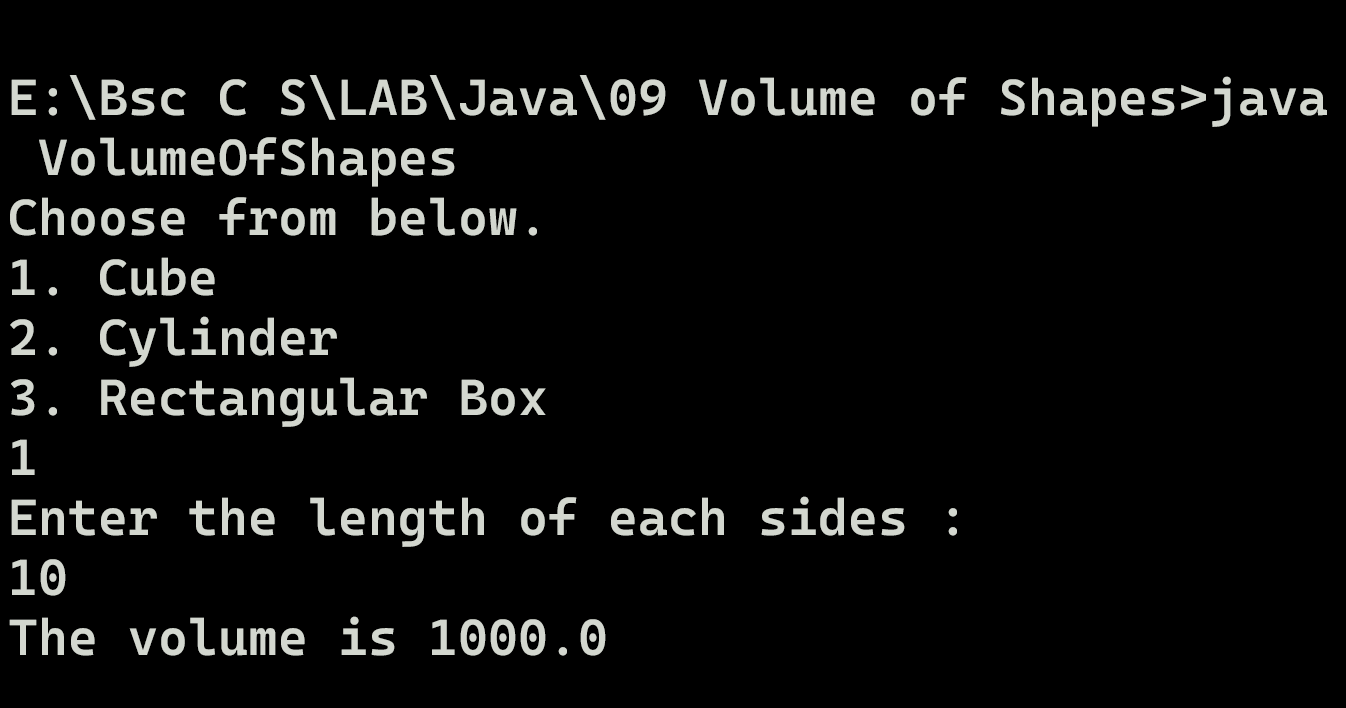 E:\Bsc C S\LAB\Java\09 Volume of Shapes>java
 VolumeOfShapes
Choose from below.
1. Cube
2. Cylinder
3. Rectangular Box
1
Enter the length of each sides :
10
The volume is 1000.0